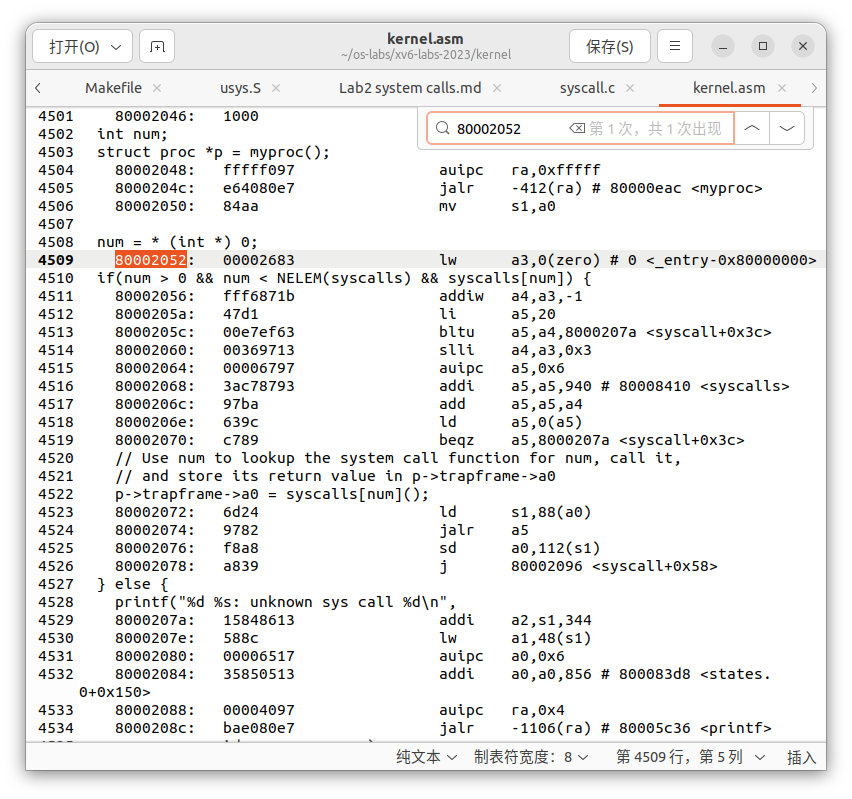 打开(O)
kernel.asm
~/os-labs/xv6-labs-2023/kernel
保存(S)
Makefile
usys.S
Lab2 system calls.md
syscall.c
kernel.asm
80002052 第 1 次，共 1 次出现
4501 80002046: 1000
4502 int num;
4503 struct proc *p = myproc();
4504 80002048: fffff097 auipc ra,0xfffff
4505 8000204c: e64080e7 jalr -412(ra) # 80000eac <myproc>
4506 80002050: 84aa mv s1,a0
4507
4508 num = * (int *) 0;
4509 80002052: 00002683 lw a3,0(zero) # 0 <_entry-0x80000000>
4510 if(num > 0 && num < NELEM(syscalls) && syscalls[num]) {
4511 80002056: fff6871b addiw a4,a3,-1
4512 8000205a: 47d1 li a5,20
4513 8000205c: 00e7ef63 bltu a5,a4,8000207a <syscall+0x3c>
4514 80002060: 00369713 slli a4,a3,0x3
4515 80002064: 00006797 auipc a5,0x6
4516 80002068: 3ac78793 addi a5,a5,940 # 80008410 <syscalls>
4517 8000206c: 97ba add a5,a5,a4
4518 8000206e: 639c ld a5,0(a5)
4519 80002070: c789 beqz a5,8000207a <syscall+0x3c>
4520 // Use num to lookup the system call function for num, call it,
4521 // and store its return value in p->trapframe->a0
4522 p->trapframe->a0 = syscalls[num]();
4523 80002072: 6d24 ld s1,88(a0)
4524 80002074: 9782 jalr a5
4525 80002076: f8a8 sd a0,112(s1)
4526 80002078: a839 j 80002096 <syscall+0x58>
4527 } else {
4528 printf("%d %s: unknown sys call %d\n",
4529 8000207a: 15848613 addi a2,s1,344
4530 8000207e: 588c lw a1,48(s1)
4531 80002080: 00006517 auipc a0,0x6
4532 80002084: 35850513 addi a0,a0,856 # 800083d8 <states.
0+0x150>
4533 80002088: 00004097 auipc ra,0x4
4534 8000208c: bae080e7 jalr -1106(ra) # 80005c36 <printf>
纯文本 制表符宽度：8 第 4509 行，第 5 列 插入